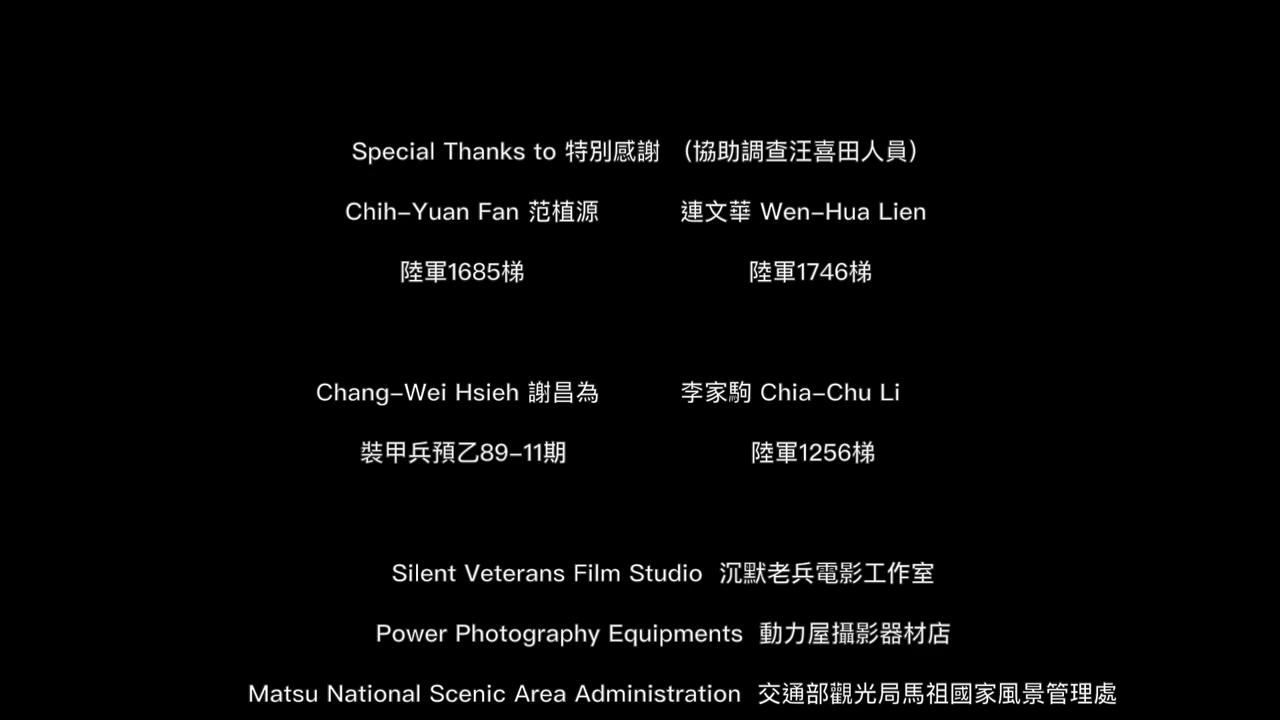 Special Thanks to 特別感謝 （協助調查汪喜田人員）
Chih-Yuan Fan 范植源 連文華 Wen-Hua Lien
陸軍1685梯 陸軍1746梯
Chang-Wei Hsieh 謝昌為 李家駒 Chia-Chu Li
裝甲兵預乙89-11期 陸軍1256梯
Silent Veterans Film Studio 沉默老兵電影工作室
Power Photography Equipments 動力屋攝影器材店
Matsu National Scenic Area Administration 交通部觀光局馬祖國家風景管理處